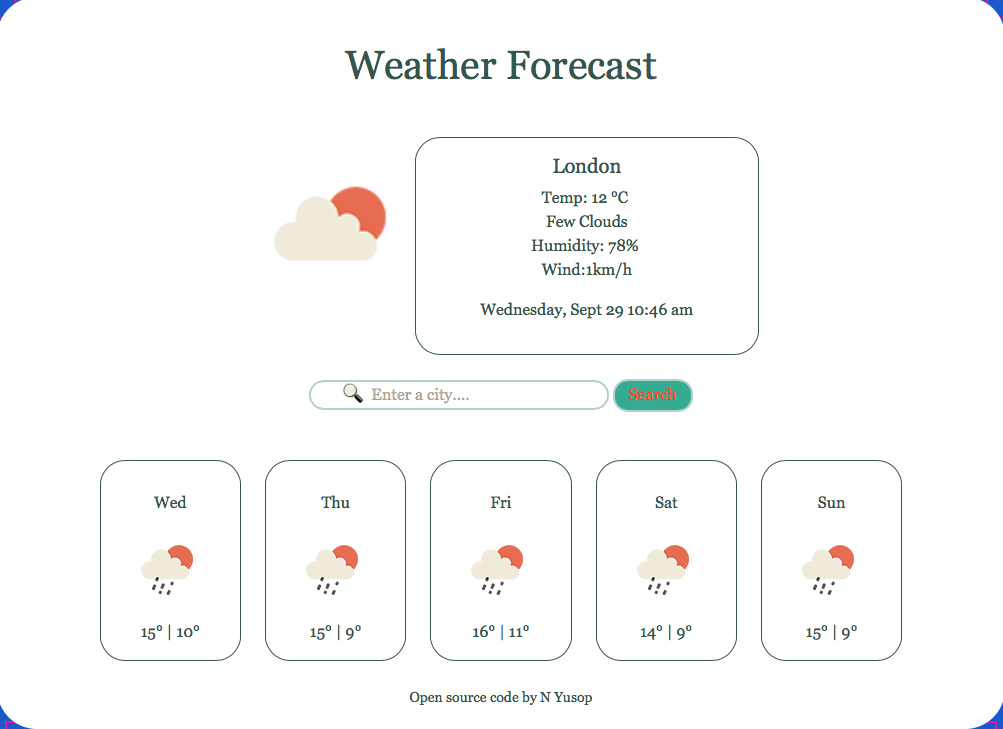 Weather Forecast
London
Temp: 12 °C
Few Clouds
Humidity: 78%
Wind:1km/h
Wednesday, Sept 29 10:46 am
Enter a city....
Search
Wed
Thu
Fri
Sat
Sun
15° | 10°
15° | 9°
16° | 11°
14° | 9°
15° | 9°
Open source code by N Yusop